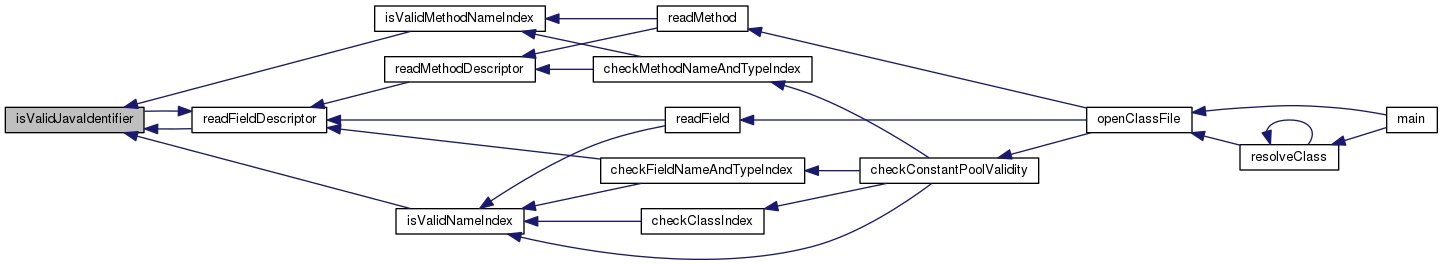 isValidMethodNameIndex
readMethod
readMethodDescriptor
checkMethodNameAndTypeIndex
isValidJavaIdentifier
readFieldDescriptor
readField
openClassFile
main
resolveClass
checkFieldNameAndTypeIndex
checkConstantPoolValidity
isValidNameIndex
checkClassIndex